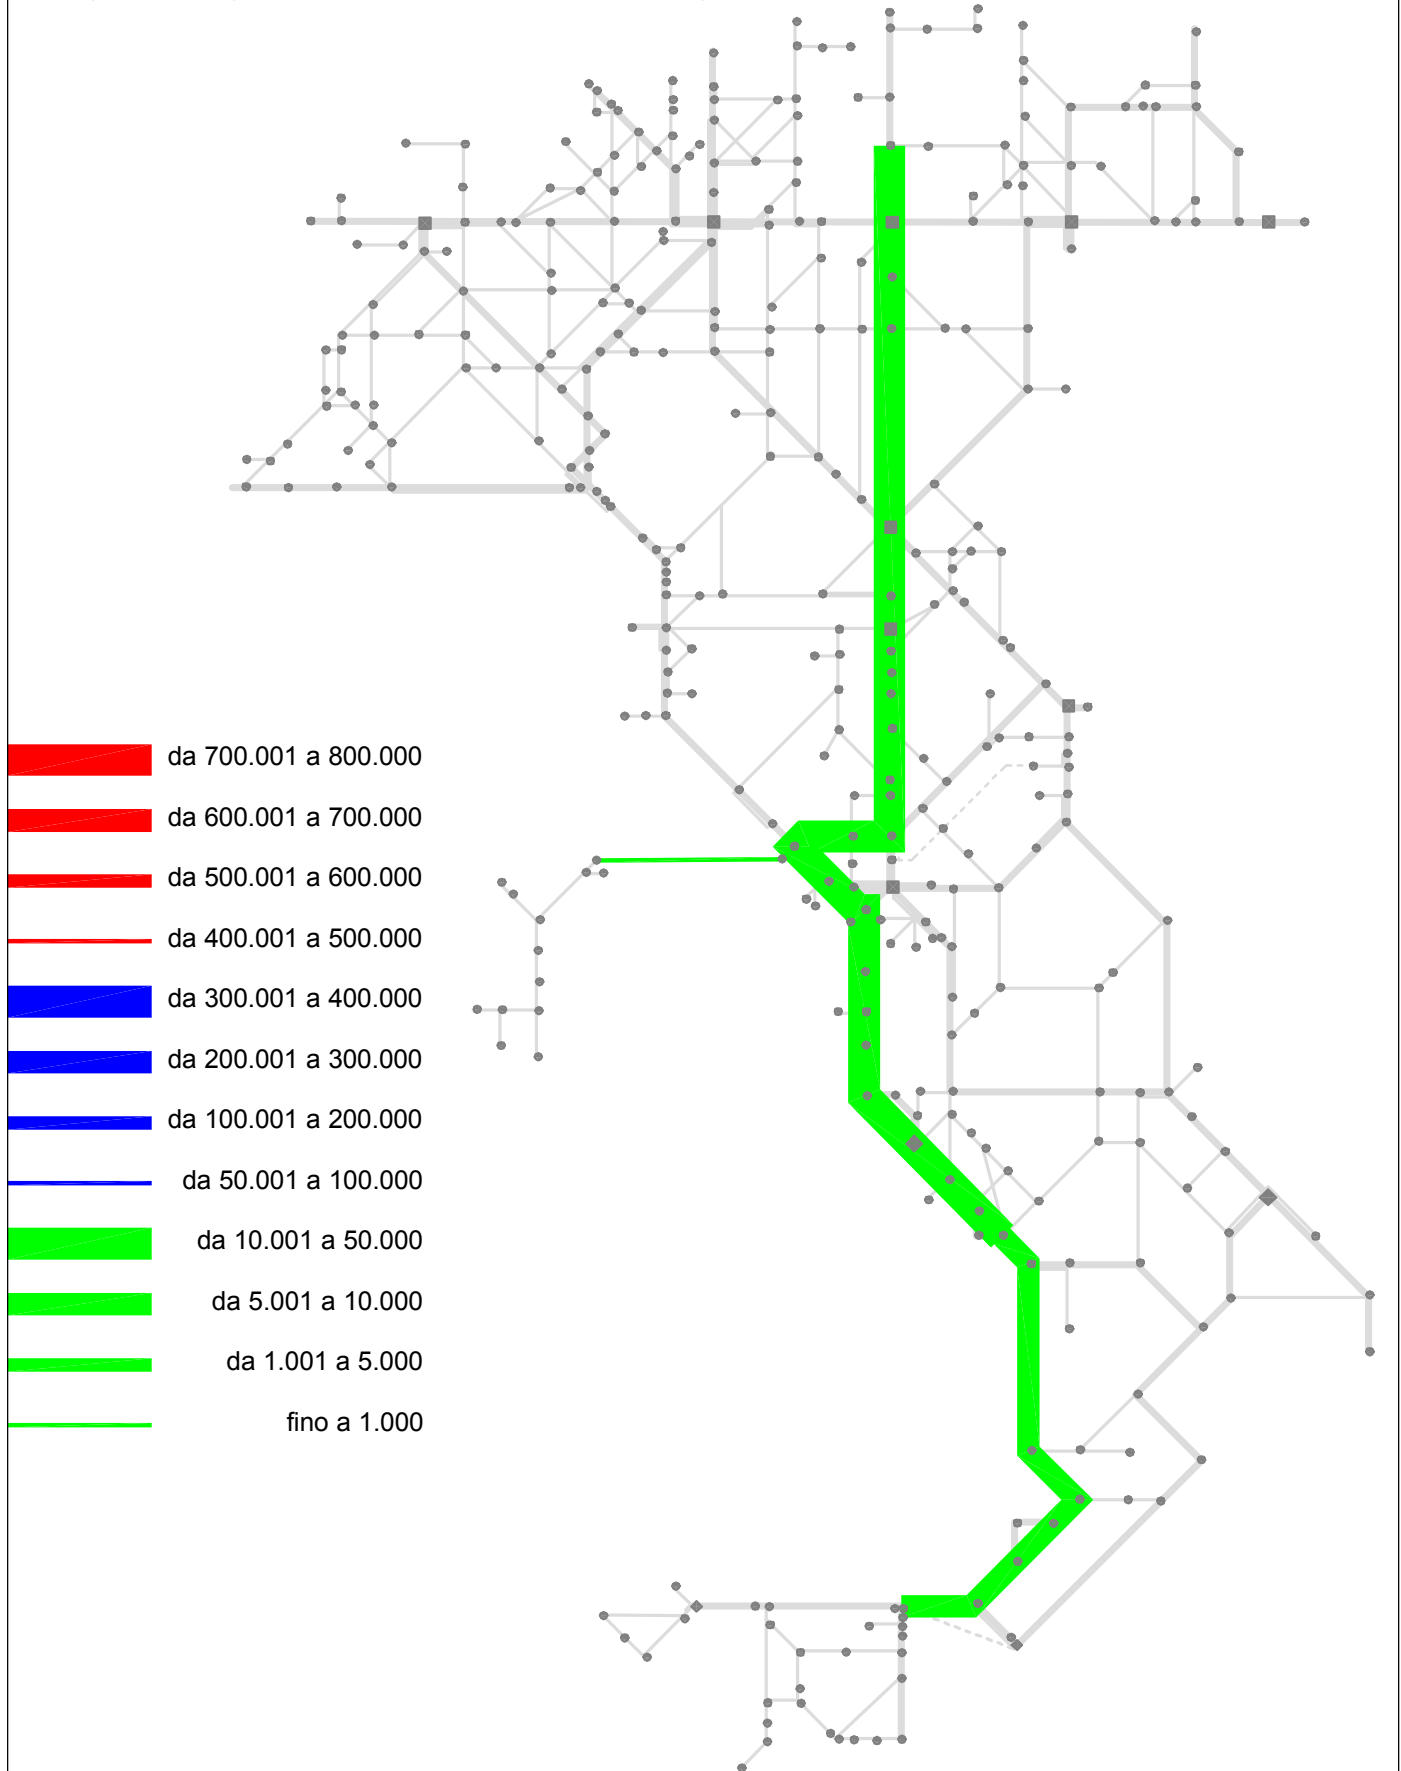 da 700.001 a 800.000
da 600.001 a 700.000
da 500.001 a 600.000
da 400.001 a 500.000
da 300.001 a 400.000
da 200.001 a 300.000
da 100.001 a 200.000
da 50.001 a 100.000
da 10.001 a 50.000
da 5.001 a 10.000
da 1.001 a 5.000
fino a 1.000